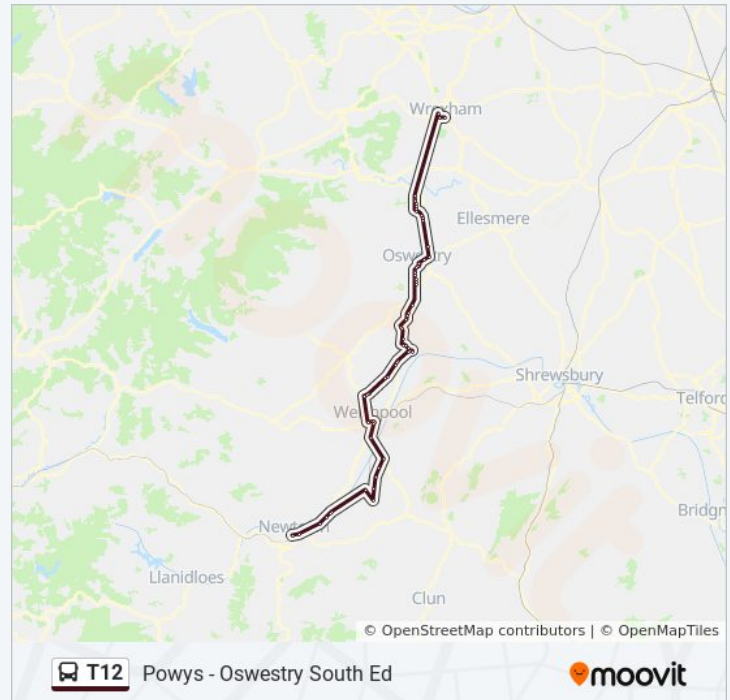 Wrexham
Ellesmere
Oswestry
Shrewsbury
Telford
Welshpool
Bridgn
Newtown
Llanidloes
Clun
© OpenStreetMap contributors | © OpenMapTiles
T12 Powys - Oswestry South Ed moovit